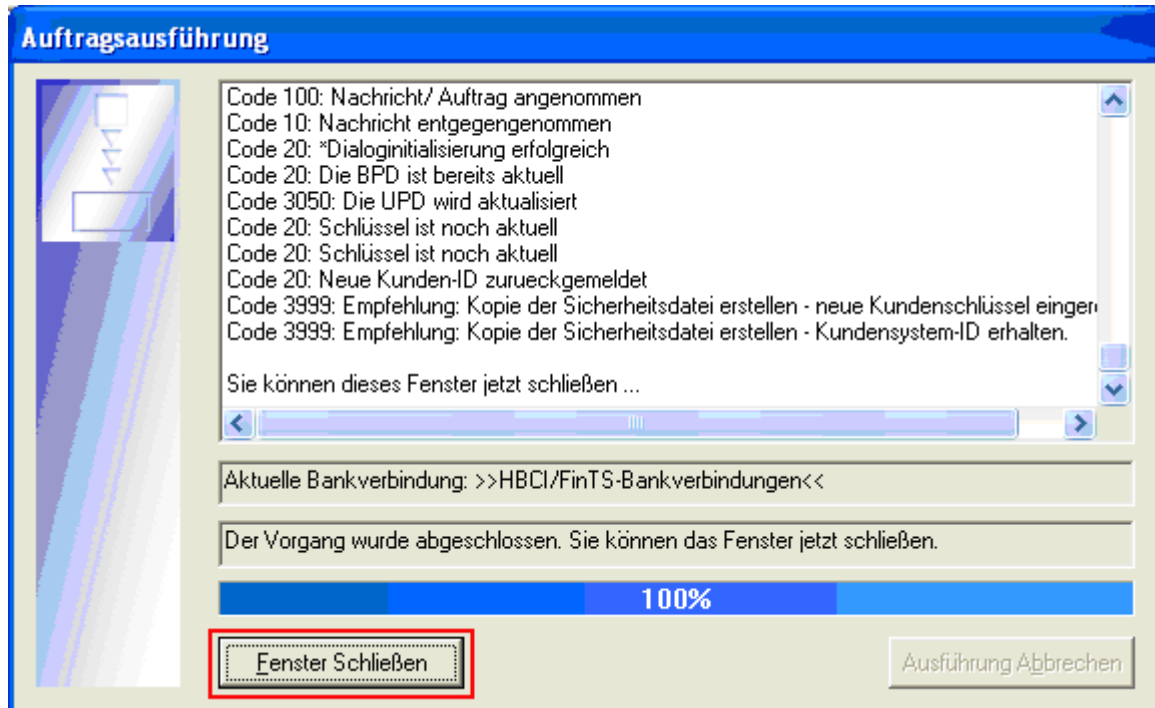 Auftragsausführung
Code 100: Nachricht/ Auftrag angenommen
Code 10: Nachricht entgegengenommen
Code 20: *Dialoginitialisierung erfolgreich
Code 20: Die BPD ist bereits aktuell
Code 3050: Die UPD wird aktualisiert
Code 20: Schlüssel ist noch aktuell
Code 20: Schlüssel ist noch aktuell
Code 20: Neue Kunden-ID zurueckgemeldet
Code 3999: Empfehlung: Kopie der Sicherheitsdatei erstellen - neue Kundenschlüssel eingere
Code 3999: Empfehlung: Kopie der Sicherheitsdatei erstellen - Kundensystem-ID erhalten.
Sie können dieses Fenster jetzt schließen ...
Aktuelle Bankverbindung: >>HBCI/FinTS-Bankverbindungen<<
Der Vorgang wurde abgeschlossen. Sie können das Fenster jetzt schließen.
100%
Fenster Schließen
Ausführung Abbrechen